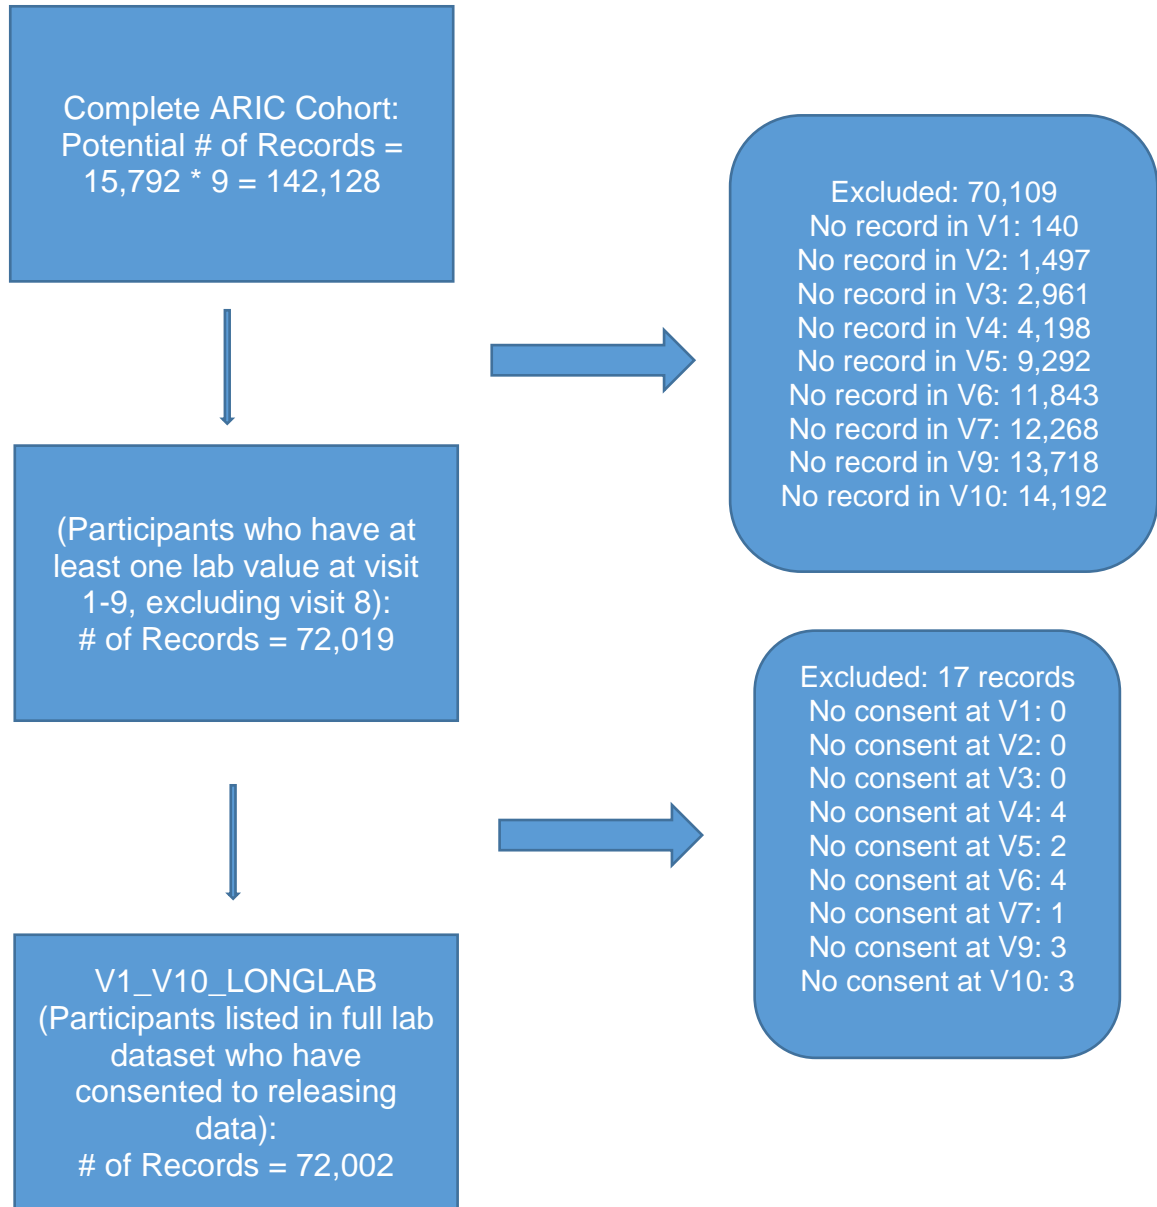 Complete ARIC Cohort:
Potential # of Records =
15,792 * 9 = 142,128
Excluded: 70,109
No record in V1: 140
No record in V2: 1,497
No record in V3: 2,961
No record in V4: 4,198
No record in V5: 9,292
No record in V6: 11,843
No record in V7: 12,268
No record in V9: 13,718
No record in V10: 14,192
(Participants who have at
least one lab value at visit
1-9, excluding visit 8):
# of Records = 72,019
Excluded: 17 records
No consent at V1: 0
No consent at V2: 0
No consent at V3: 0
No consent at V4: 4
No consent at V5: 2
No consent at V6: 4
No consent at V7: 1
No consent at V9: 3
No consent at V10: 3
V1_V10_LONGLAB
(Participants listed in full lab
dataset who have
consented to releasing
data):
# of Records = 72,002